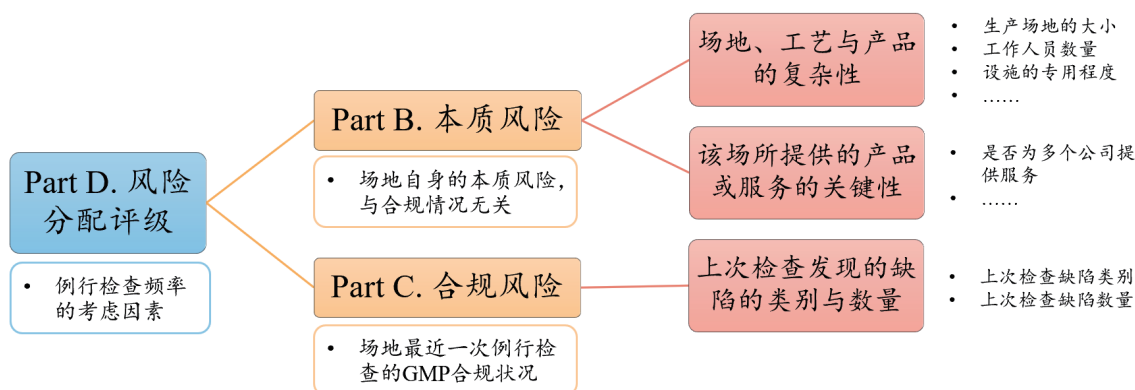 Part D. 风险
分配评级
• 例行检查频率
的考虑因素
Part B. 本质风险
• 场地自身的本质风险，
与合规情况无关
Part C. 合规风险
• 场地最近一次例行检
查的GMP合规状况
场地、工艺与产品
的复杂性
• 生产场地的大小
• 工作人员数量
• 设施的专用程度
• ……
该场所提供的产品
或服务的关键性
• 是否为多个公司提
供服务
• ……
上次检查发现的缺
陷的类别与数量
• 上次检查缺陷类别
• 上次检查缺陷数量